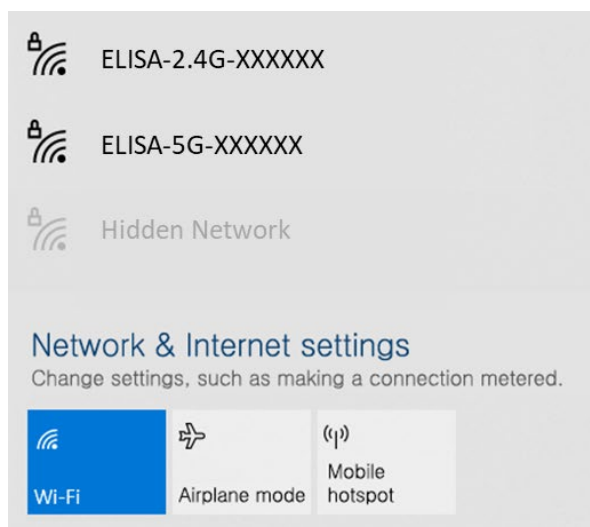 ELISA-2.4G-XXXXXX
ELISA-5G-XXXXXX
Hidden Network
Network & Internet settings
Change settings, such as making a connection metered.
Wi-Fi
Airplane mode
Mobile
hotspot